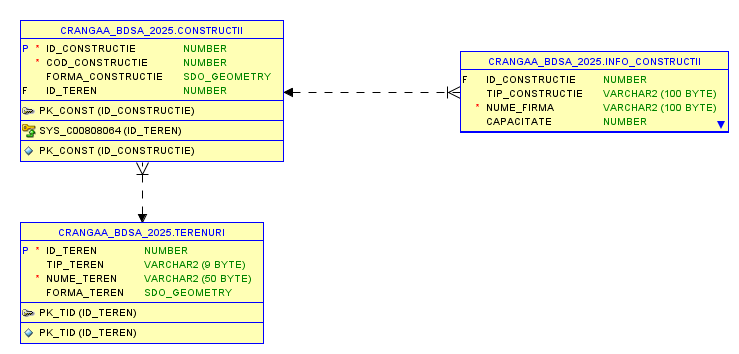 CRANGAA_BDSA_2025.CONSTRUCTII
P * ID_CONSTRUCTIE NUMBER
* COD_CONSTRUCTIE NUMBER
FORMA_CONSTRUCTIE SDO_GEOMETRY
F ID_TEREN NUMBER
PK_CONST (ID_CONSTRUCTIE)
SYS_C00808064 (ID_TEREN)
PK_CONST (ID_CONSTRUCTIE)
CRANGAA_BDSA_2025.INFO_CONSTRUCTII
F ID_CONSTRUCTIE NUMBER
TIP_CONSTRUCTIE VARCHAR2 (100 BYTE)
* NUME_FIRMA VARCHAR2 (100 BYTE)
CAPACITATE NUMBER
CRANGAA_BDSA_2025.TERENURI
P * ID_TEREN NUMBER
TIP_TEREN VARCHAR2 (9 BYTE)
* NUME_TEREN VARCHAR2 (50 BYTE)
FORMA_TEREN SDO_GEOMETRY
PK_TID (ID_TEREN)
PK_TID (ID_TEREN)